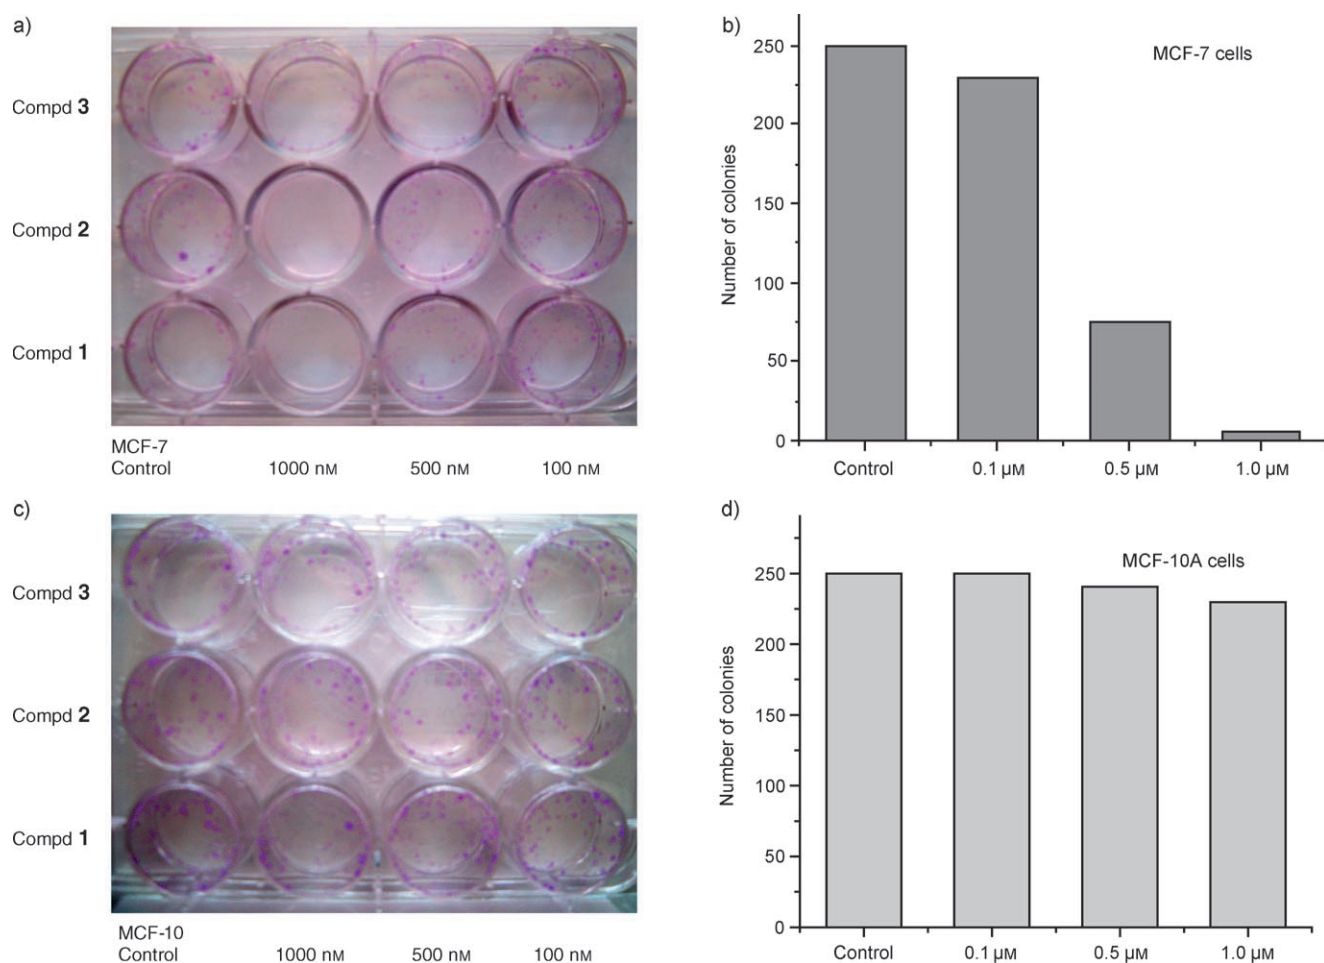 a)
Compd 3
Compd 2
Compd 1
MCF-7
Control 1000 nM 500 nM 100 nM
b)
MCF-7 cells
Number of colonies
250
200
150
100
50
0
Control 0.1 µM 0.5 µM 1.0 µM
c)
Compd 3
Compd 2
Compd 1
MCF-10
Control 1000 nM 500 nM 100 nM
d)
MCF-10A cells
Number of colonies
250
200
150
100
50
0
Control 0.1 µM 0.5 µM 1.0 µM